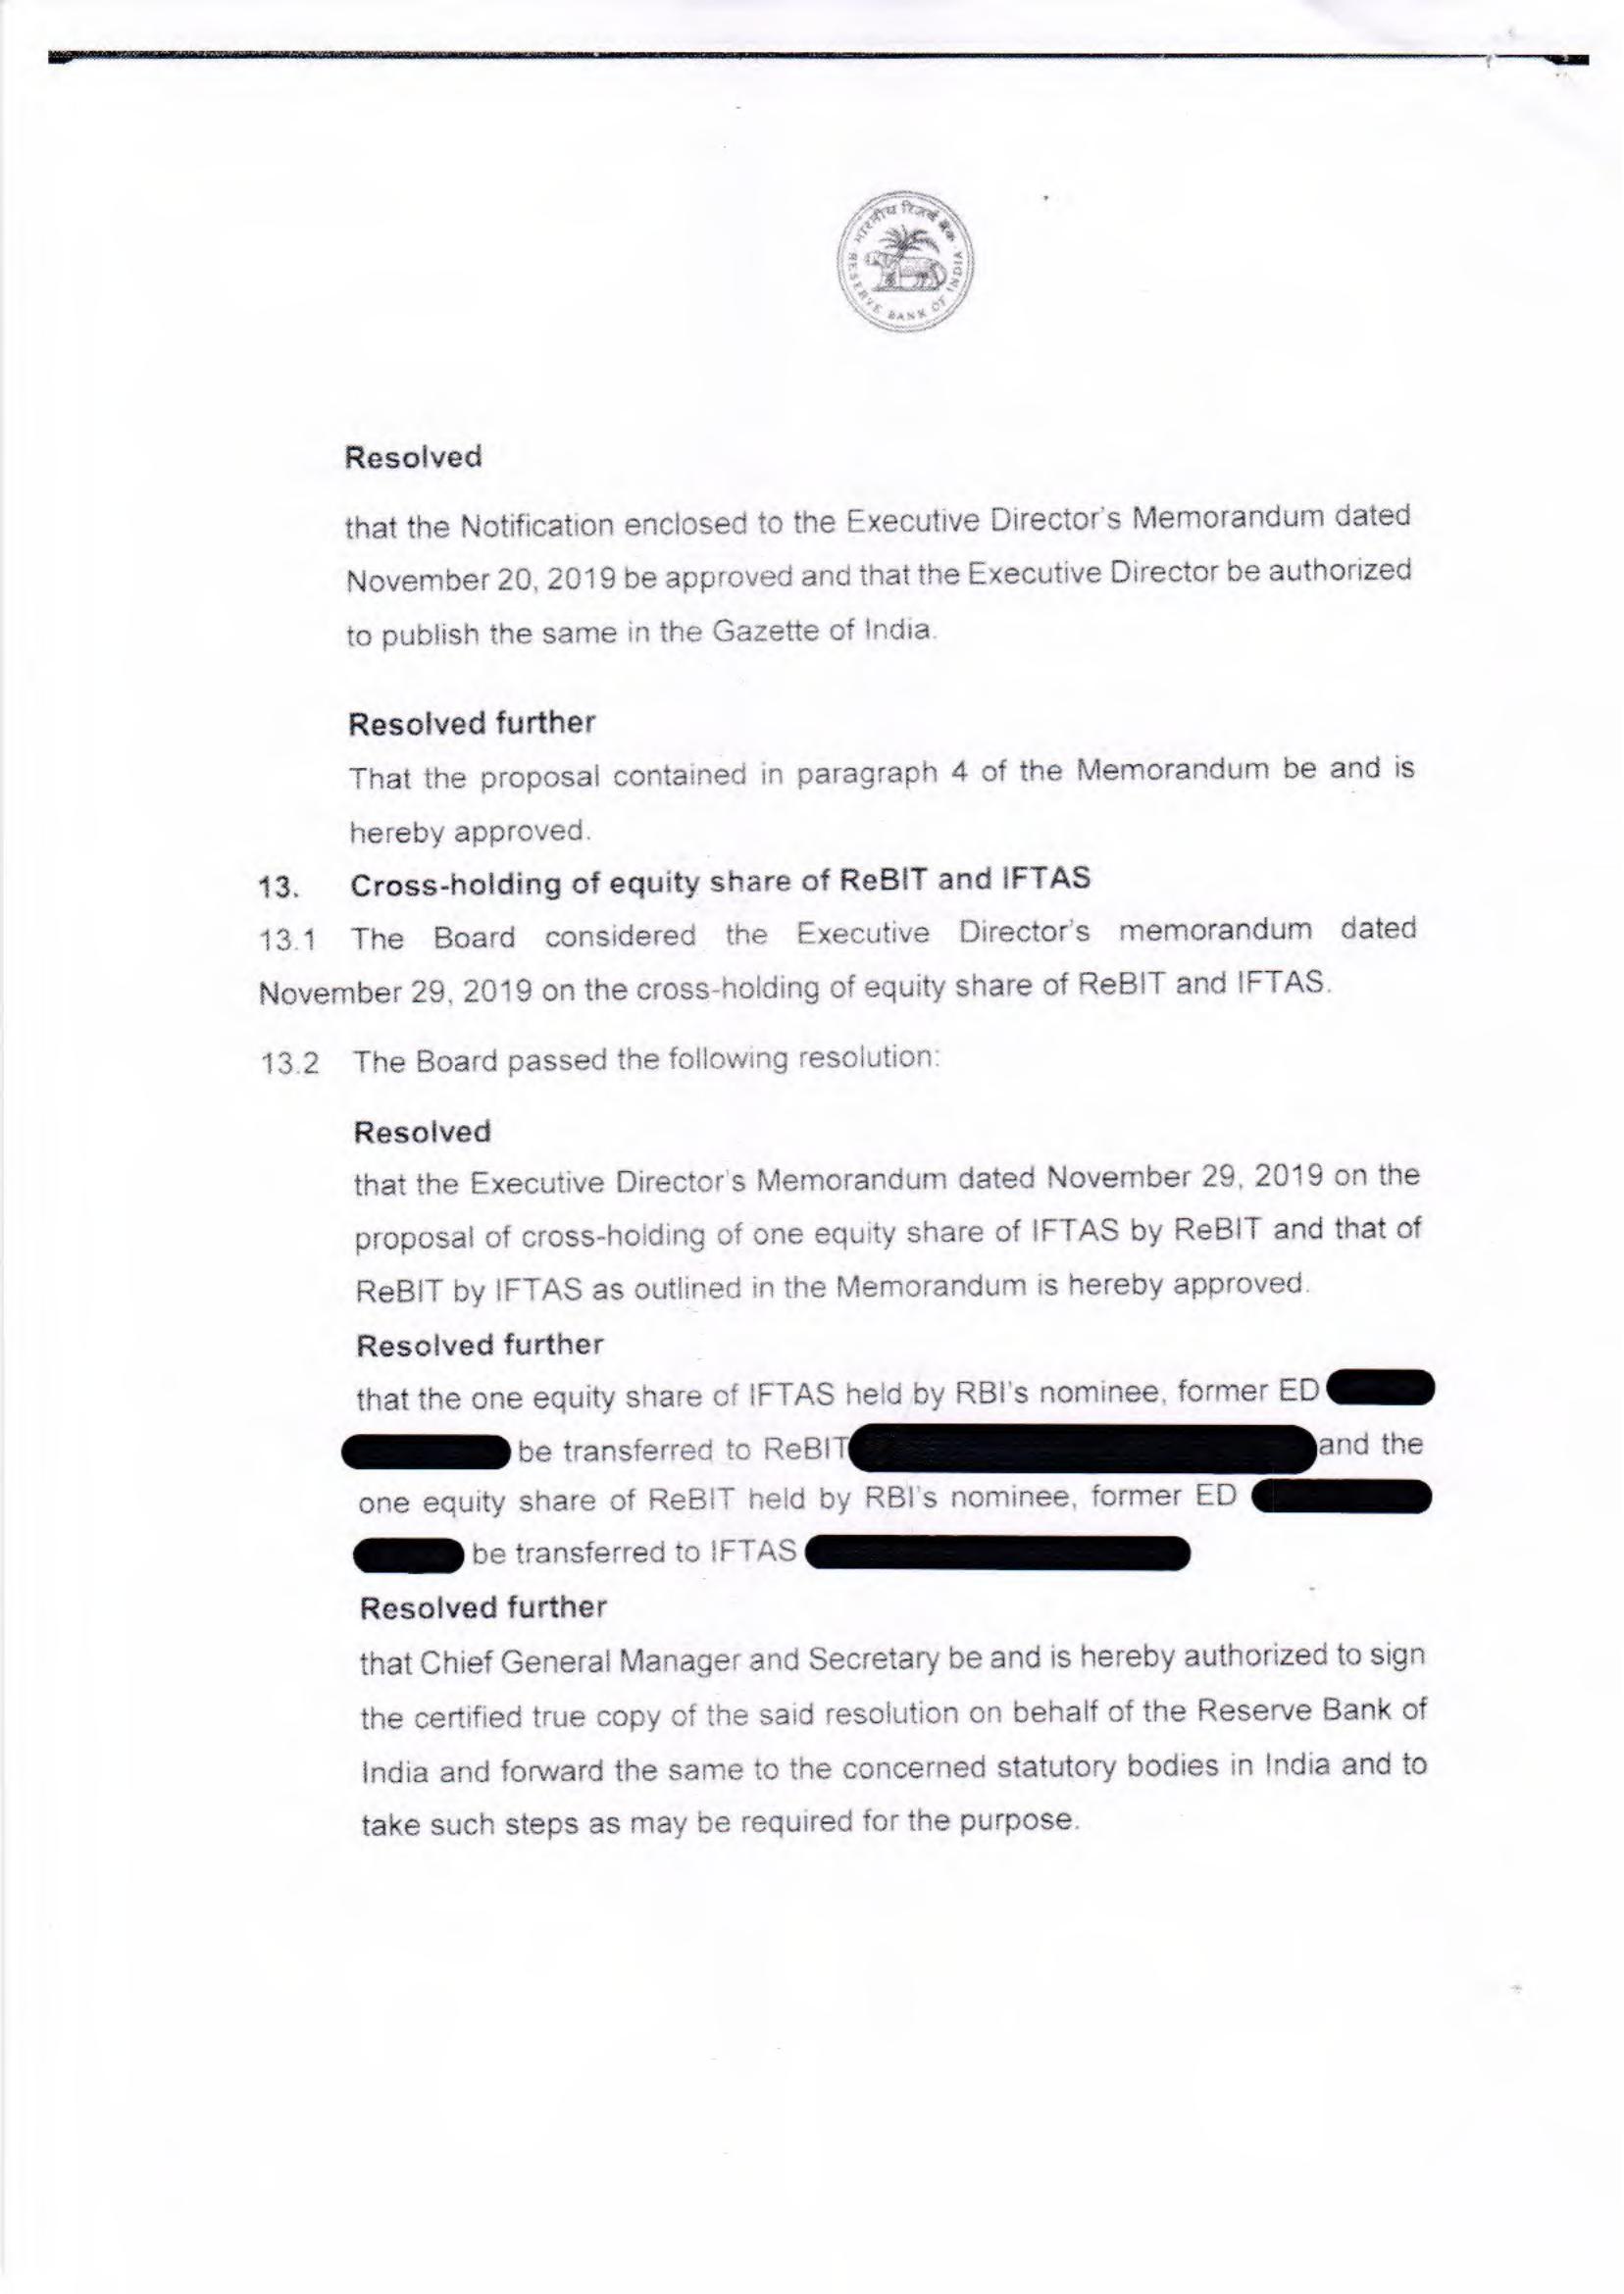 भारतीय रिज़र्व बैंक
RESERVE BANK OF INDIA
Resolved
that the Notification enclosed to the Executive Director's Memorandum dated
November 20, 2019 be approved and that the Executive Director be authorized
to publish the same in the Gazette of India.
Resolved further
That the proposal contained in paragraph 4 of the Memorandum be and is
hereby approved.
13. Cross-holding of equity share of ReBIT and IFTAS
13.1 The Board considered the Executive Director's memorandum dated
November 29, 2019 on the cross-holding of equity share of ReBIT and IFTAS.
13.2 The Board passed the following resolution:
Resolved
that the Executive Director's Memorandum dated November 29, 2019 on the
proposal of cross-holding of one equity share of IFTAS by ReBIT and that of
ReBIT by IFTAS as outlined in the Memorandum is hereby approved.
Resolved further
that the one equity share of IFTAS held by RBI's nominee, former ED
be transferred to ReBIT and the
one equity share of ReBIT held by RBI's nominee, former ED
be transferred to IFTAS
Resolved further
that Chief General Manager and Secretary be and is hereby authorized to sign
the certified true copy of the said resolution on behalf of the Reserve Bank of
India and forward the same to the concerned statutory bodies in India and to
take such steps as may be required for the purpose.